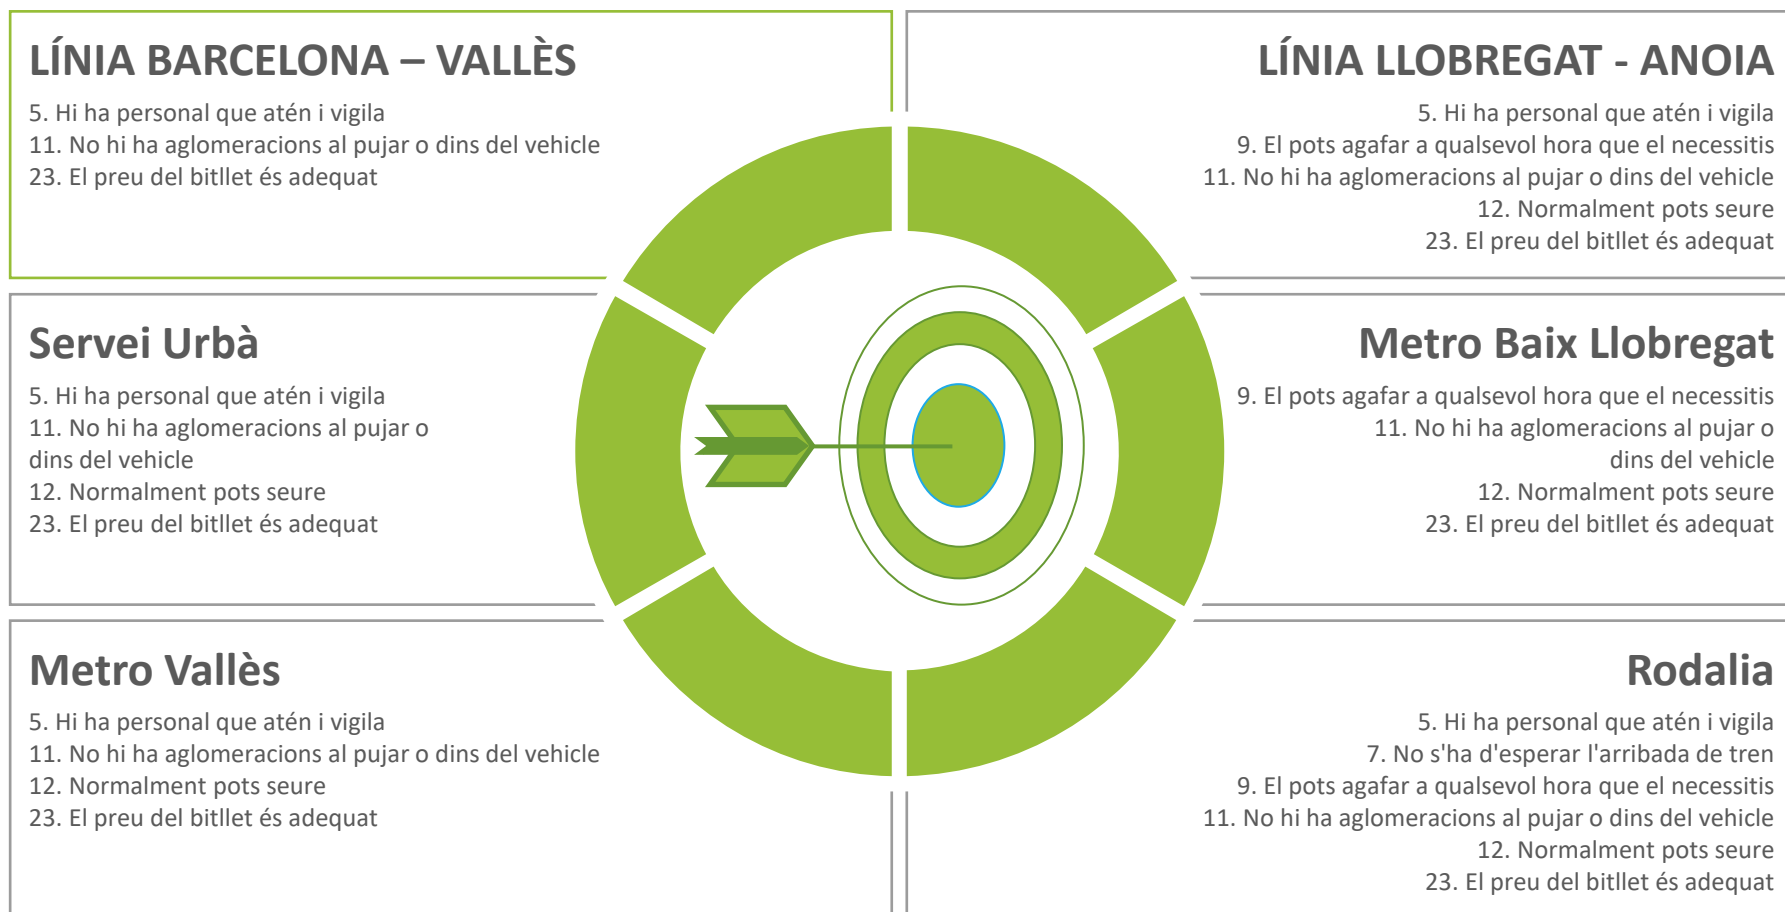 LÍNIA BARCELONA – VALLÈS
5. Hi ha personal que atén i vigila
11. No hi ha aglomeracions al pujar o dins del vehicle
23. El preu del bitllet és adequat
LÍNIA LLOBREGAT - ANOIA
5. Hi ha personal que atén i vigila
9. El pots agafar a qualsevol hora que el necessitis
11. No hi ha aglomeracions al pujar o dins del vehicle
12. Normalment pots seure
23. El preu del bitllet és adequat
Servei Urbà
5. Hi ha personal que atén i vigila
11. No hi ha aglomeracions al pujar o
dins del vehicle
12. Normalment pots seure
23. El preu del bitllet és adequat
Metro Baix Llobregat
9. El pots agafar a qualsevol hora que el necessitis
11. No hi ha aglomeracions al pujar o
dins del vehicle
12. Normalment pots seure
23. El preu del bitllet és adequat
Metro Vallès
5. Hi ha personal que atén i vigila
11. No hi ha aglomeracions al pujar o dins del vehicle
12. Normalment pots seure
23. El preu del bitllet és adequat
Rodalia
5. Hi ha personal que atén i vigila
7. No s'ha d'esperar l'arribada de tren
9. El pots agafar a qualsevol hora que el necessitis
11. No hi ha aglomeracions al pujar o dins del vehicle
12. Normalment pots seure
23. El preu del bitllet és adequat